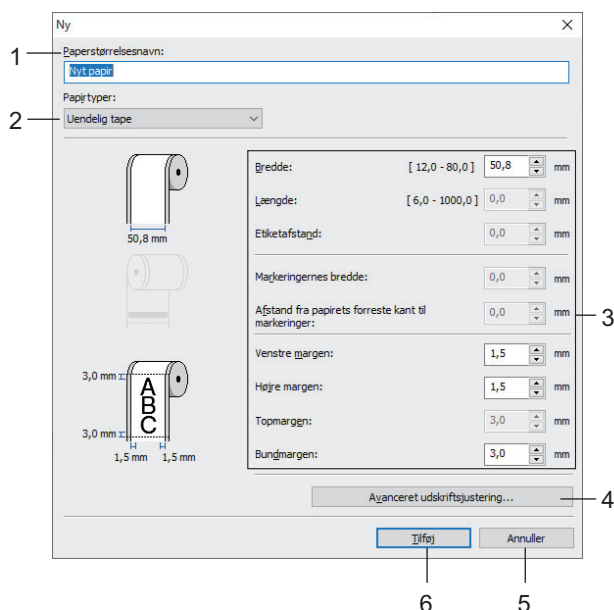 Ny
1
Paperstørrelsesnavn:
Nyt papir
Papirtyper:
2
Uendelig tape
50,8 mm
Bredde: [ 12,0 - 80,0 ] 50,8 mm
Længde: [ 6,0 - 1000,0 ] 0,0 mm
Etiketafstand: 0,0 mm
Markeringernes bredde: 0,0 mm
Afstand fra papirets forreste kant til
markeringer: 0,0 mm
3
3,0 mm
A
B
C
3,0 mm
1,5 mm 1,5 mm
Venstre margen: 1,5 mm
Højre margen: 1,5 mm
Topmargen: 3,0 mm
Bundmargen: 3,0 mm
Avanceret udskriftsjustering...
4
Tilføj Annuller
6 5